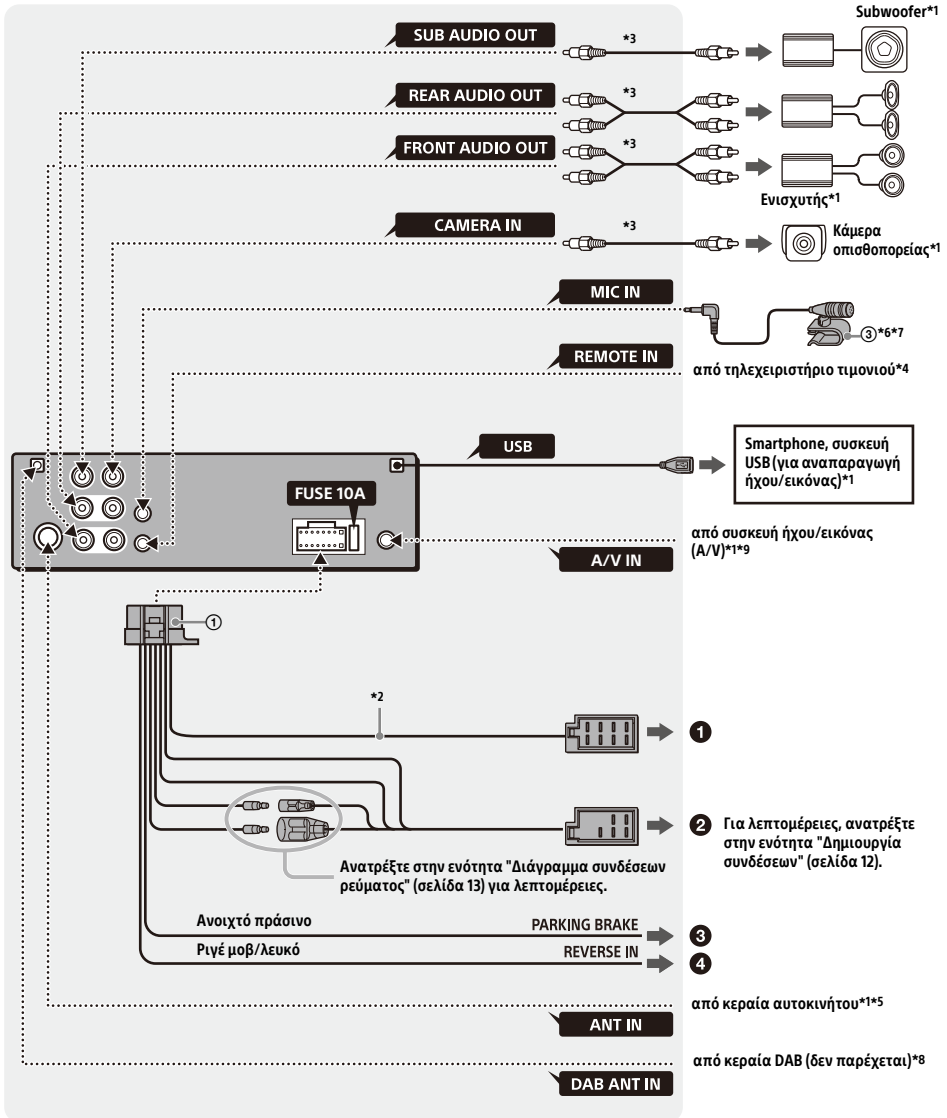 Subwoofer*1
SUB AUDIO OUT
*3
REAR AUDIO OUT
*3
FRONT AUDIO OUT
*3
Ενισχυτής*1
CAMERA IN
*3
Κάμερα
οπισθοπορείας*1
MIC IN
③*6*7
REMOTE IN
από τηλεχειριστήριο τιμονιού*4
USB
Smartphone, συσκευή
USB (για αναπαραγωγή
ήχου/εικόνας)*1
FUSE 10A
από συσκευή ήχου/εικόνας
(A/V)*1*9
A/V IN
①
*2
❶
❷ Για λεπτομέρειες, ανατρέξτε
στην ενότητα "Δημιουργία
συνδέσεων" (σελίδα 12).
Ανατρέξτε στην ενότητα "Διάγραμμα συνδέσεων
ρεύματος" (σελίδα 13) για λεπτομέρειες.
Ανοιχτό πράσινο PARKING BRAKE ❸
Ριγέ μοβ/λευκό REVERSE IN ❹
από κεραία αυτοκινήτου*1*5
ANT IN
από κεραία DAB (δεν παρέχεται)*8
DAB ANT IN